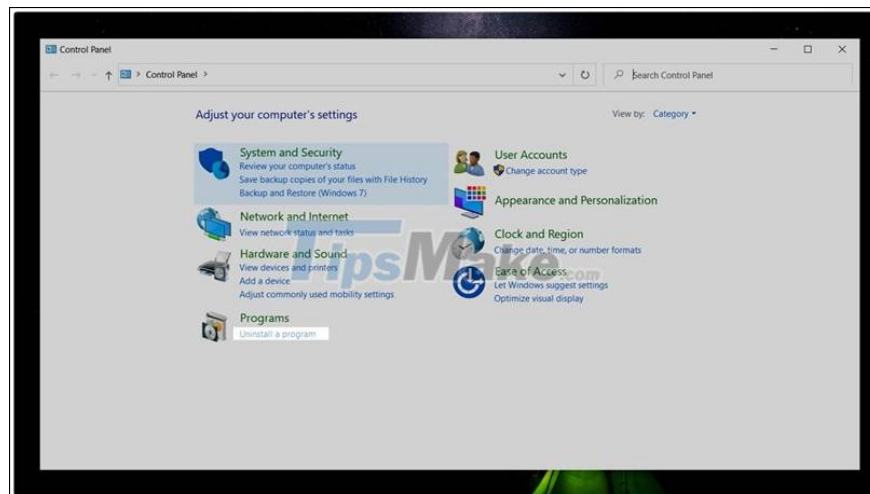 Control Panel
Control Panel >
Search Control Panel
Adjust your computer's settings
View by: Category
System and Security
Review your computer's status
Save backup copies of your files with File History
Backup and Restore (Windows 7)
Network and Internet
View network status and tasks
Hardware and Sound
View devices and printers
Add a device
Adjust commonly used mobility settings
Programs
Uninstall a program
User Accounts
Change account type
Appearance and Personalization
Clock and Region
Change date, time, or number formats
Ease of Access
Let Windows suggest settings
Optimize visual display
TipsMake.com